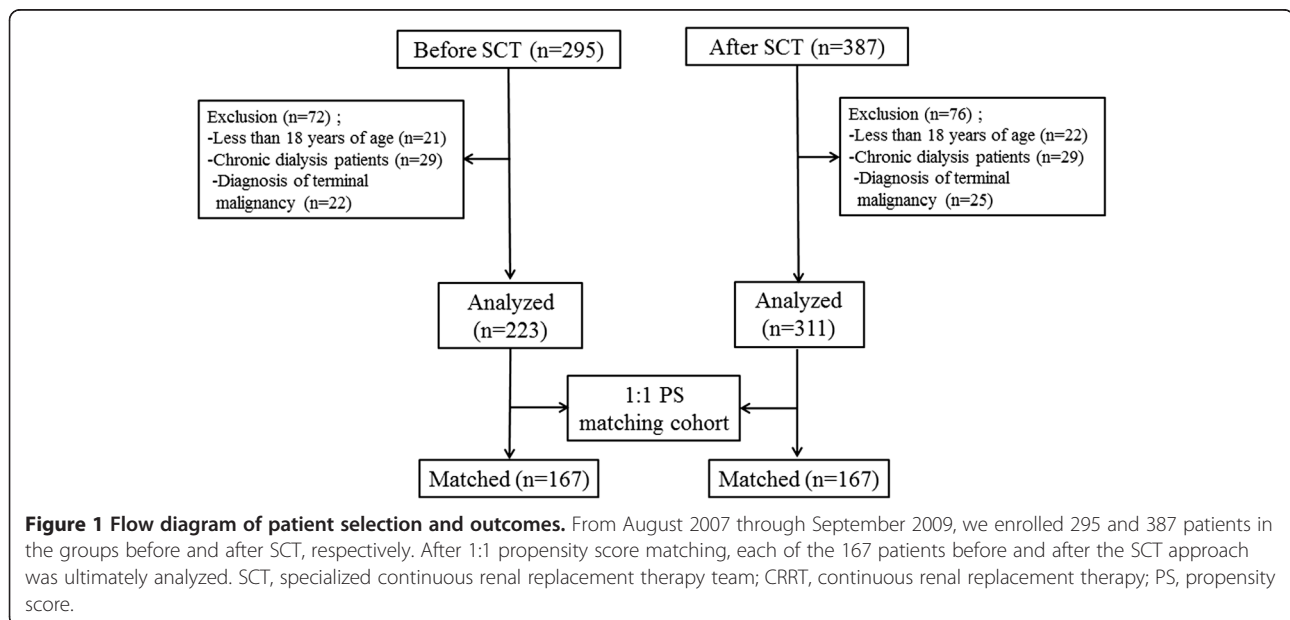 Before SCT (n=295)
After SCT (n=387)
Exclusion (n=72) ;
-Less than 18 years of age (n=21)
-Chronic dialysis patients (n=29)
-Diagnosis of terminal
malignancy (n=22)
Exclusion (n=76) ;
-Less than 18 years of age (n=22)
-Chronic dialysis patients (n=29)
-Diagnosis of terminal
malignancy (n=25)
Analyzed
(n=223)
Analyzed
(n=311)
1:1 PS
matching cohort
Matched (n=167)
Matched (n=167)
Figure 1 Flow diagram of patient selection and outcomes. From August 2007 through September 2009, we enrolled 295 and 387 patients in
the groups before and after SCT, respectively. After 1:1 propensity score matching, each of the 167 patients before and after the SCT approach
was ultimately analyzed. SCT, specialized continuous renal replacement therapy team; CRRT, continuous renal replacement therapy; PS, propensity
score.